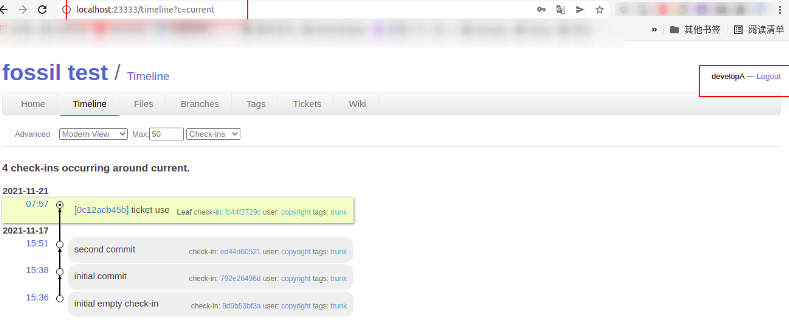 localhost:23333/timeline?c=current
» 其他书签 阅读清单
fossil test / Timeline
developA — Logout
Home Timeline Files Branches Tags Tickets Wiki
Advanced Modern View Max: 50 Check-ins
4 check-ins occurring around current.
2021-11-21
07:57 [0c12acb45b] ticket use Leaf check-in: fc44f2729c user: copyright tags: trunk
2021-11-17
15:51 second commit check-in: ed44d60521 user: copyright tags: trunk
15:38 initial commit check-in: 792e26496d user: copyright tags: trunk
15:36 initial empty check-in check-in: 8d9b53bf3a user: copyright tags: trunk